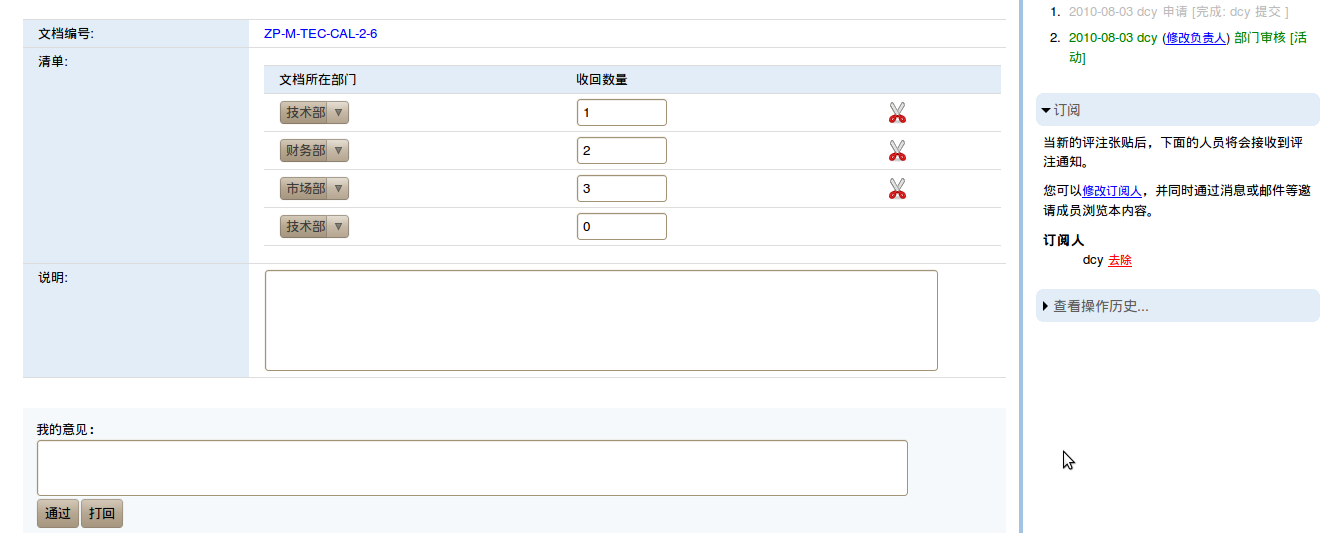 文档编号:
ZP-M-TEC-CAL-2-6
清单:
文档所在部门 收回数量
技术部 1
财务部 2
市场部 3
技术部 0
说明:
我的意见：
通过 打回
1. 2010-08-03 dcy 申请 [完成: dcy 提交 ]
2. 2010-08-03 dcy (修改负责人) 部门审核 [活
动]
订阅
当新的评注张贴后，下面的人员将会接收到评
注通知。
您可以修改订阅人，并同时通过消息或邮件等邀
请成员浏览本内容。
订阅人
dcy 去除
查看操作历史...